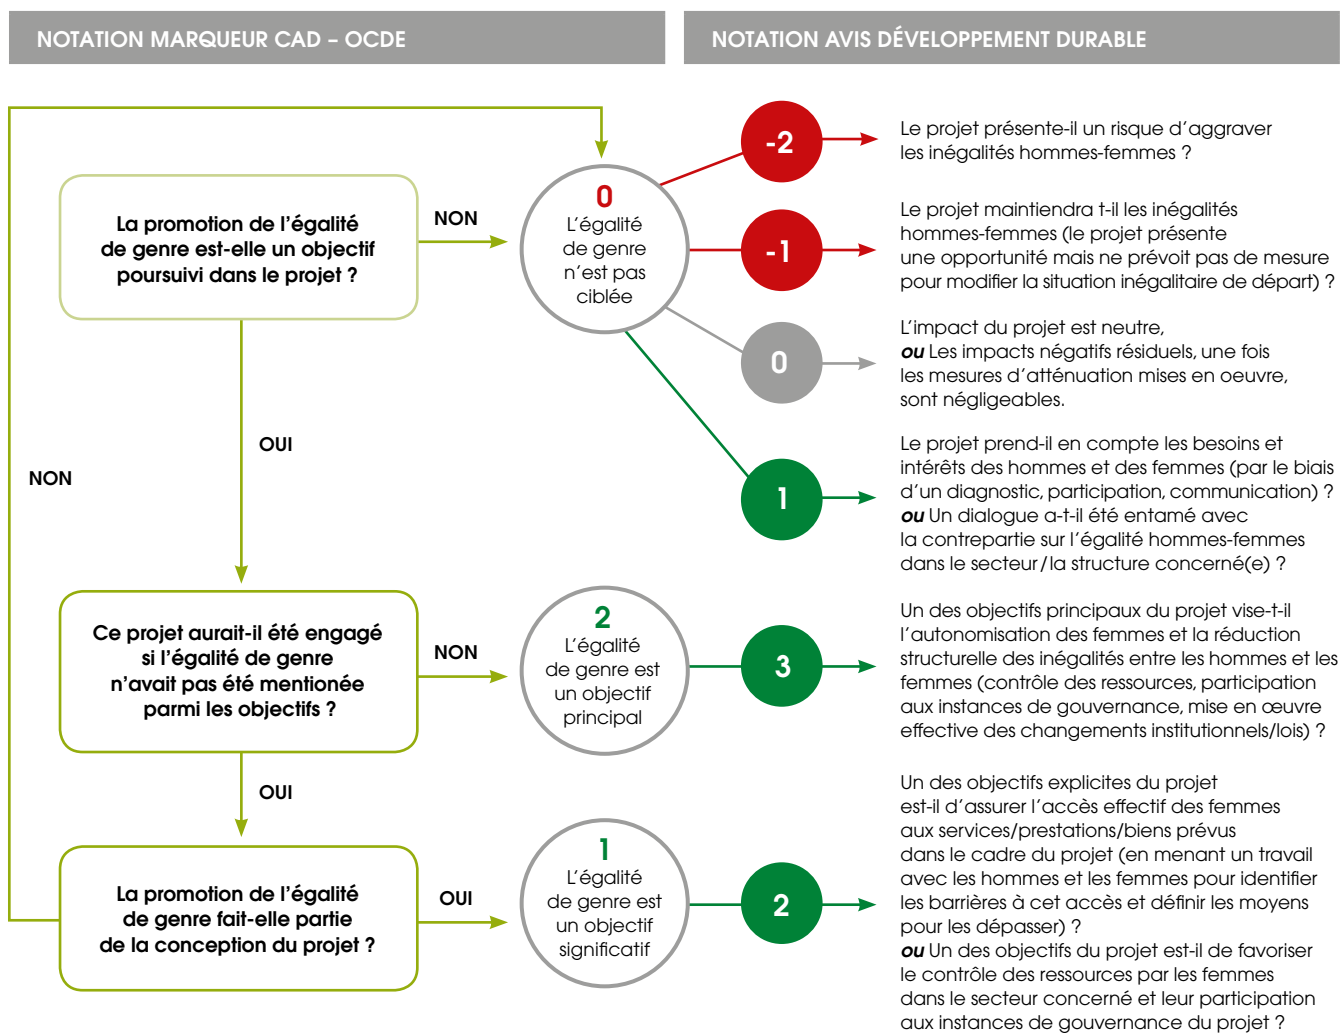 NOTATION MARQUEUR CAD – OCDE
NOTATION AVIS DÉVELOPPEMENT DURABLE
La promotion de l'égalité
de genre est-elle un objectif
poursuivi dans le projet ?
NON
0
L'égalité
de genre
n'est pas
ciblée
-2
Le projet présente-il un risque d'aggraver
les inégalités hommes-femmes ?
-1
Le projet maintiendra t-il les inégalités
hommes-femmes (le projet présente
une opportunité mais ne prévoit pas de mesure
pour modifier la situation inégalitaire de départ) ?
0
L'impact du projet est neutre,
ou Les impacts négatifs résiduels, une fois
les mesures d'atténuation mises en oeuvre,
sont négligeables.
1
Le projet prend-il en compte les besoins et
intérêts des hommes et des femmes (par le biais
d'un diagnostic, participation, communication) ?
ou Un dialogue a-t-il été entamé avec
la contrepartie sur l'égalité hommes-femmes
dans le secteur/la structure concerné(e) ?
OUI
NON
Ce projet aurait-il été engagé
si l'égalité de genre
n'avait pas été mentionée
parmi les objectifs ?
NON
2
L'égalité
de genre est
un objectif
principal
3
Un des objectifs principaux du projet vise-t-il
l'autonomisation des femmes et la réduction
structurelle des inégalités entre les hommes et les
femmes (contrôle des ressources, participation
aux instances de gouvernance, mise en œuvre
effective des changements institutionnels/lois) ?
OUI
La promotion de l'égalité
de genre fait-elle partie
de la conception du projet ?
OUI
1
L'égalité
de genre est
un objectif
significatif
2
Un des objectifs explicites du projet
est-il d'assurer l'accès effectif des femmes
aux services/prestations/biens prévus
dans le cadre du projet (en menant un travail
avec les hommes et les femmes pour identifier
les barrières à cet accès et définir les moyens
pour les dépasser) ?
ou Un des objectifs du projet est-il de favoriser
le contrôle des ressources par les femmes
dans le secteur concerné et leur participation
aux instances de gouvernance du projet ?